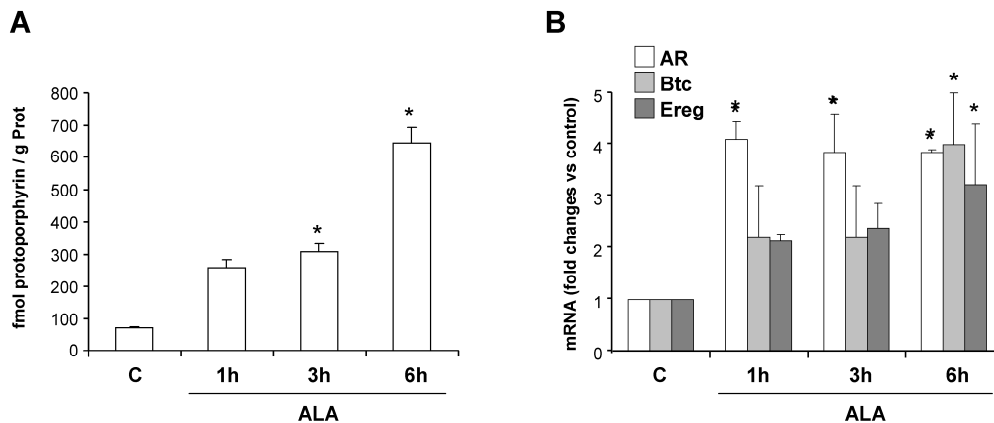 A
fmol protoporphyrin / g Prot
800
700
600
500
400
300
200
100
0
*
*
C
1h
3h
6h
ALA
B
AR
Btc
Ereg
mRNA (fold changes vs control)
5
4
3
2
1
0
*
*
*
*
*
C
1h
3h
6h
ALA